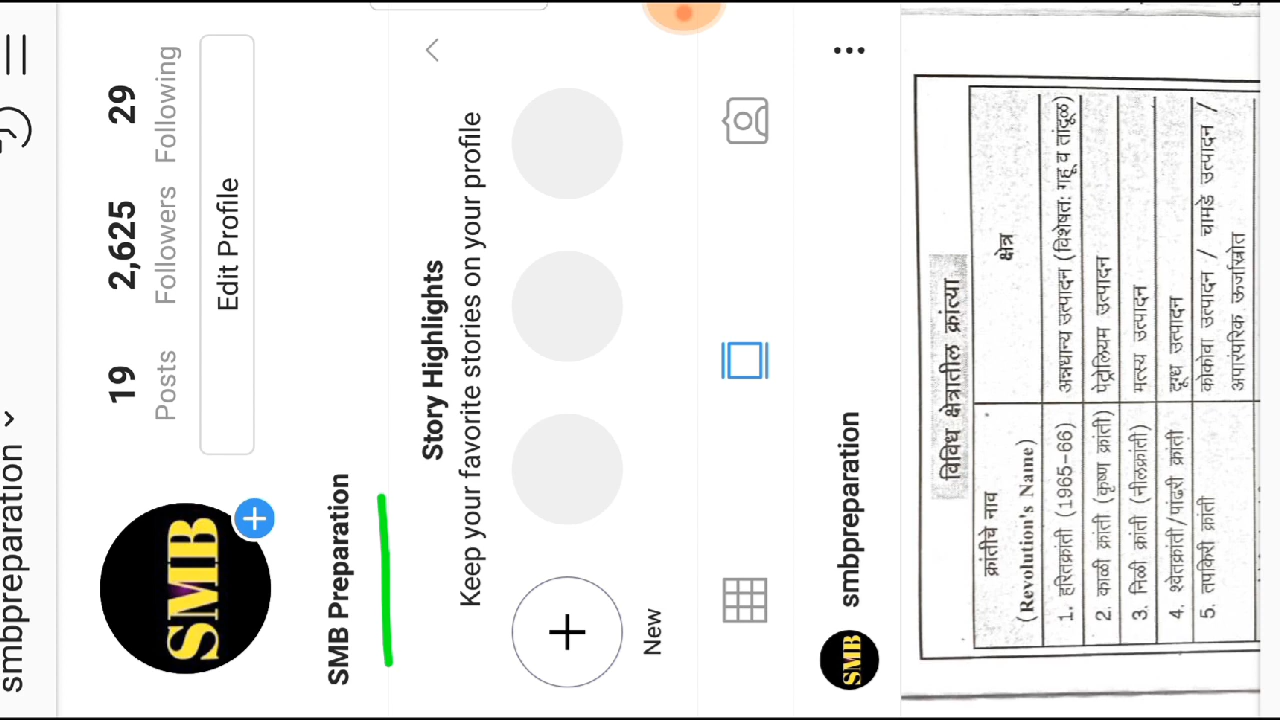 smbpreparation
SMB
19
Posts
2,625
Followers
29
Following
Edit Profile
SMB Preparation
Story Highlights
Keep your favorite stories on your profile
New
SMB
smbpreparation
विविध क्षेत्रातील क्रांत्या
क्रांतीचे नाव
(Revolution's Name)
क्षेत्र
1. हरितक्रांती (1965-66) अन्नधान्य उत्पादन (विशेषत: गहू व तांदूळ)
2. काळी क्रांती (कृष्ण क्रांती) पेट्रोलियम उत्पादन
3. निळी क्रांती (नीलक्रांती) मत्स्य उत्पादन
4. श्वेतक्रांती/पांढरी क्रांती दूध उत्पादन
5. तपकिरी क्रांती कोकोवा उत्पादन / चामडे उत्पादन /
अपारंपरिक ऊर्जास्रोत